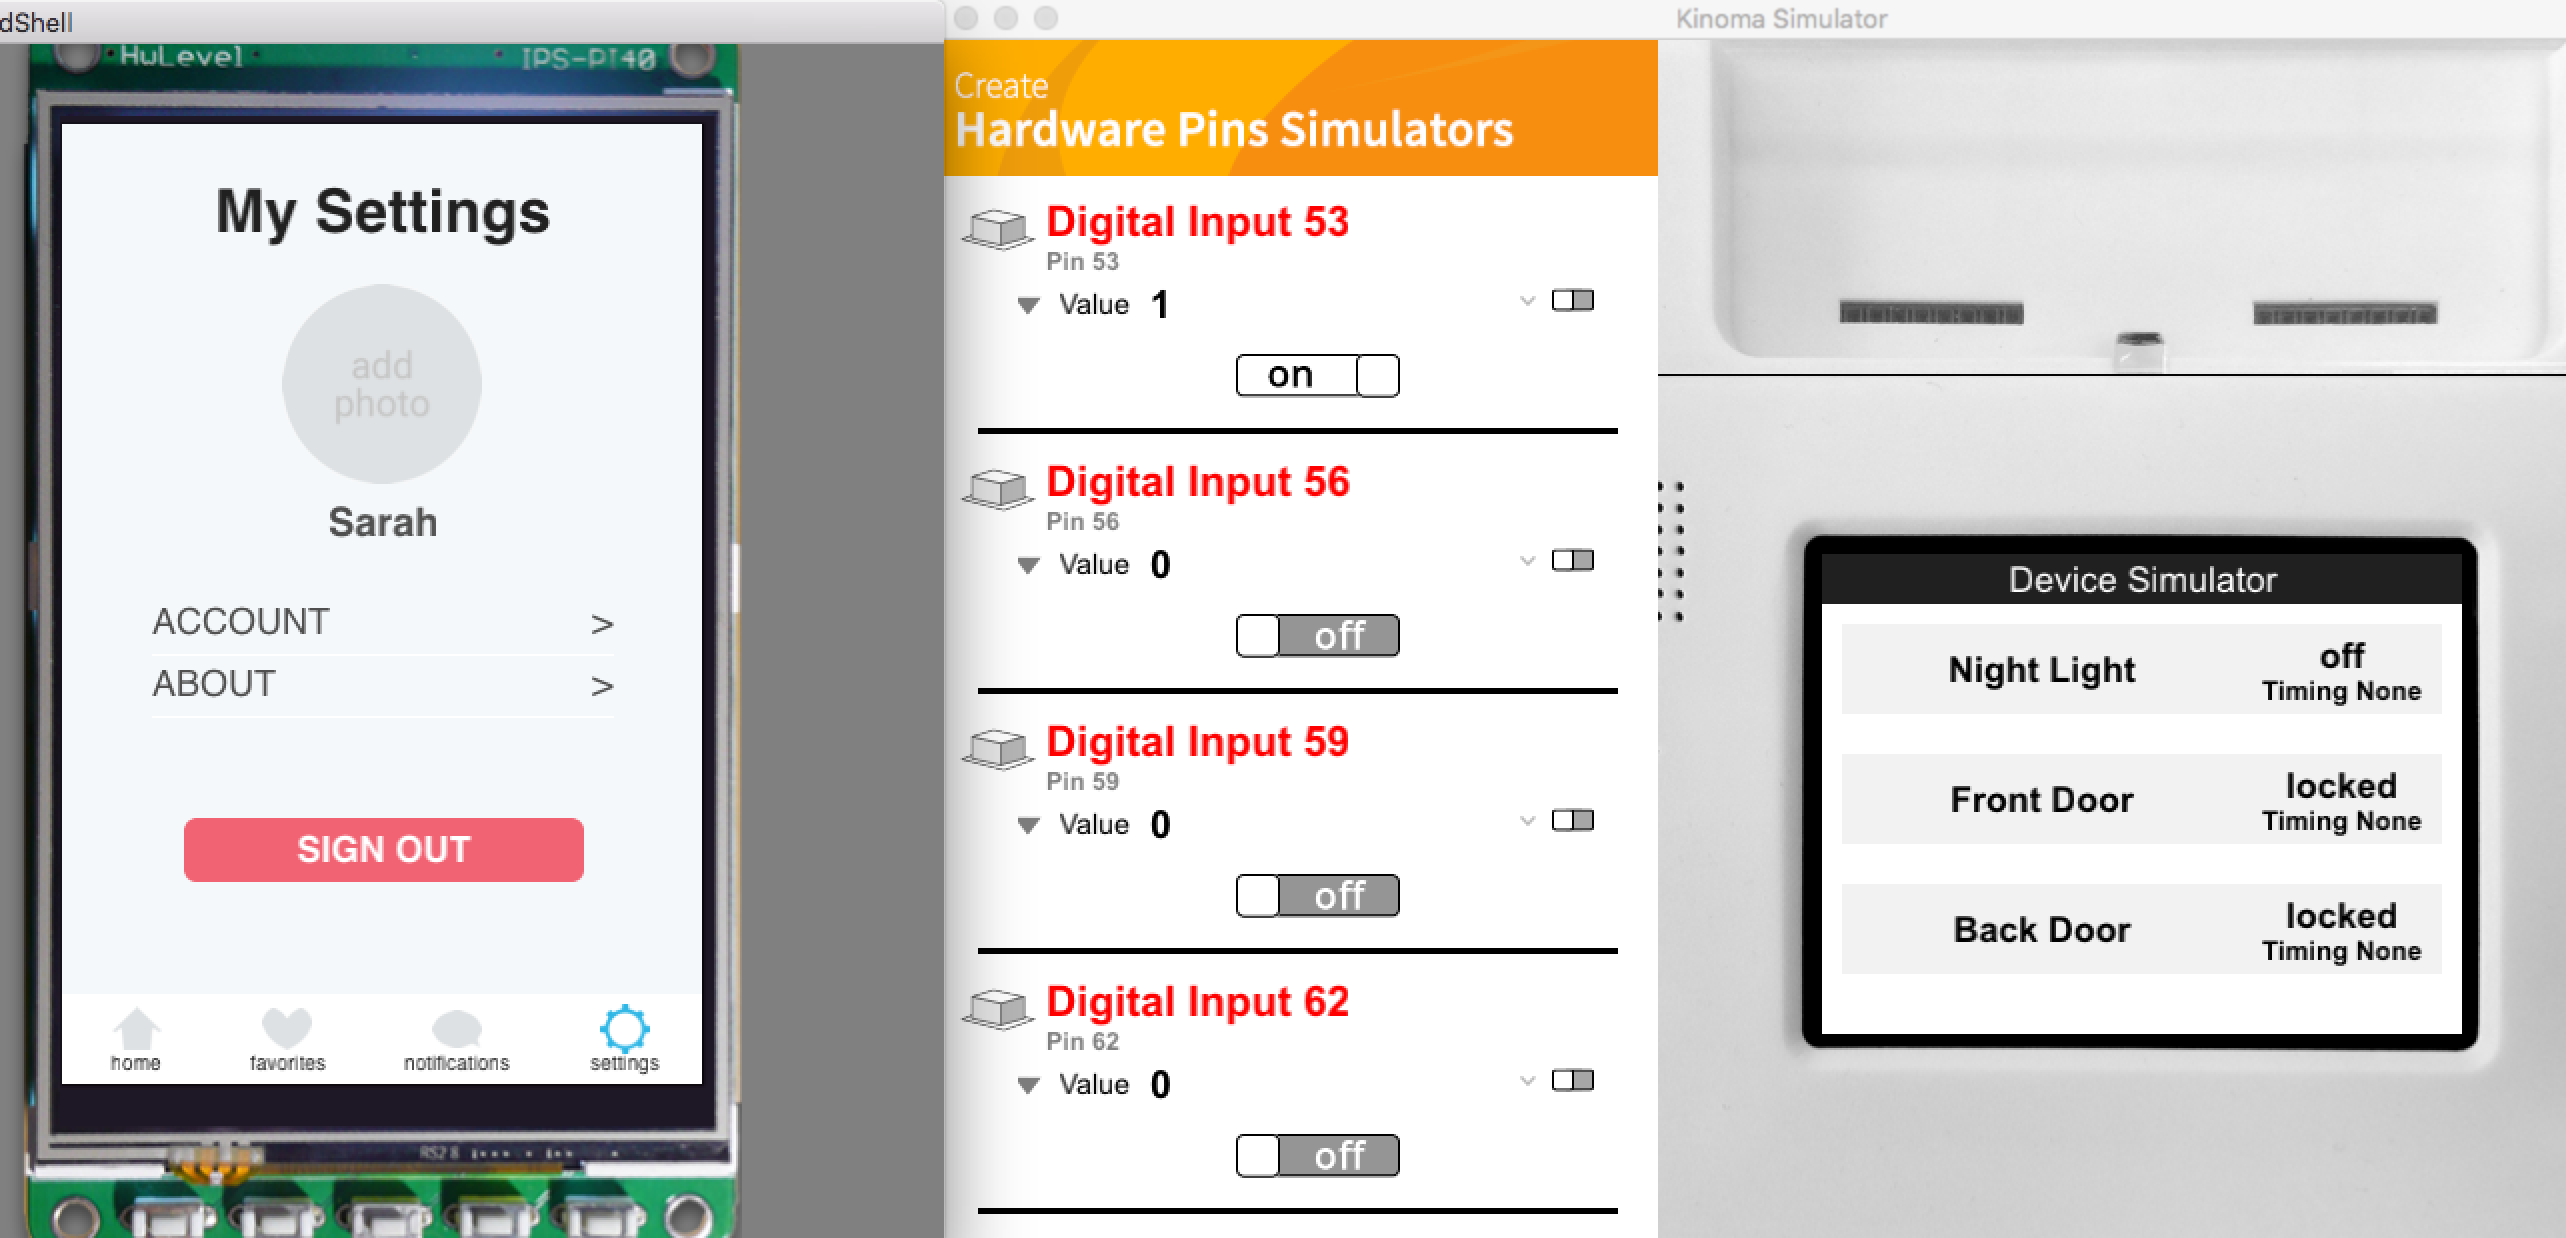 dShell
HuLevel
IPS-PI40
My Settings
add
photo
Sarah
ACCOUNT >
ABOUT >
SIGN OUT
home favorites notifications settings
RS28
Create
Hardware Pins Simulators
Digital Input 53
Pin 53
Value 1
on
Digital Input 56
Pin 56
Value 0
off
Digital Input 59
Pin 59
Value 0
off
Digital Input 62
Pin 62
Value 0
off
Kinoma Simulator
Device Simulator
Night Light
off
Timing None
Front Door
locked
Timing None
Back Door
locked
Timing None